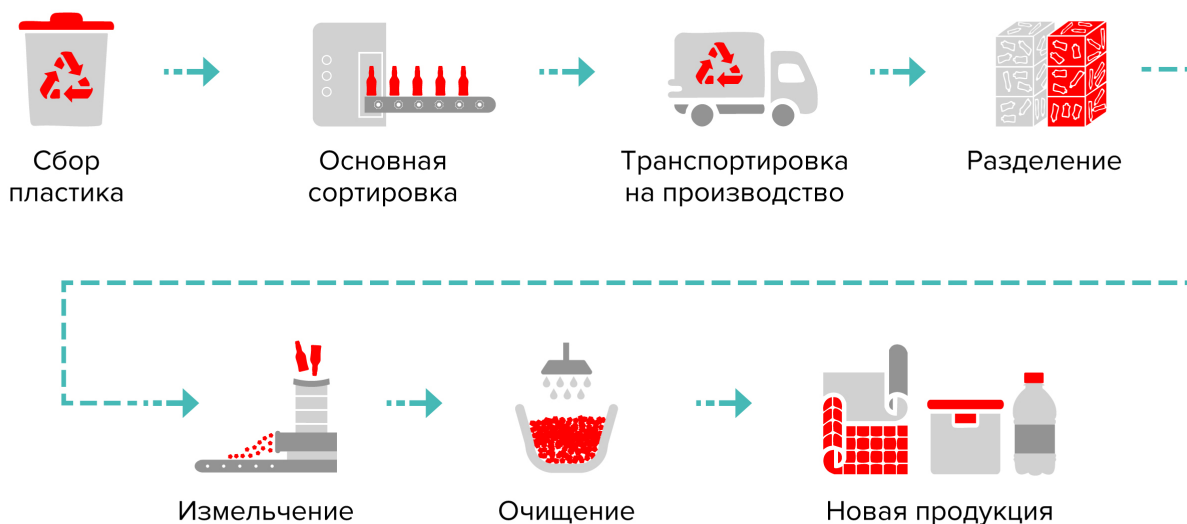 Сбор
пластика
Основная
сортировка
Транспортировка
на производство
Разделение
Измельчение
Очищение
Новая продукция